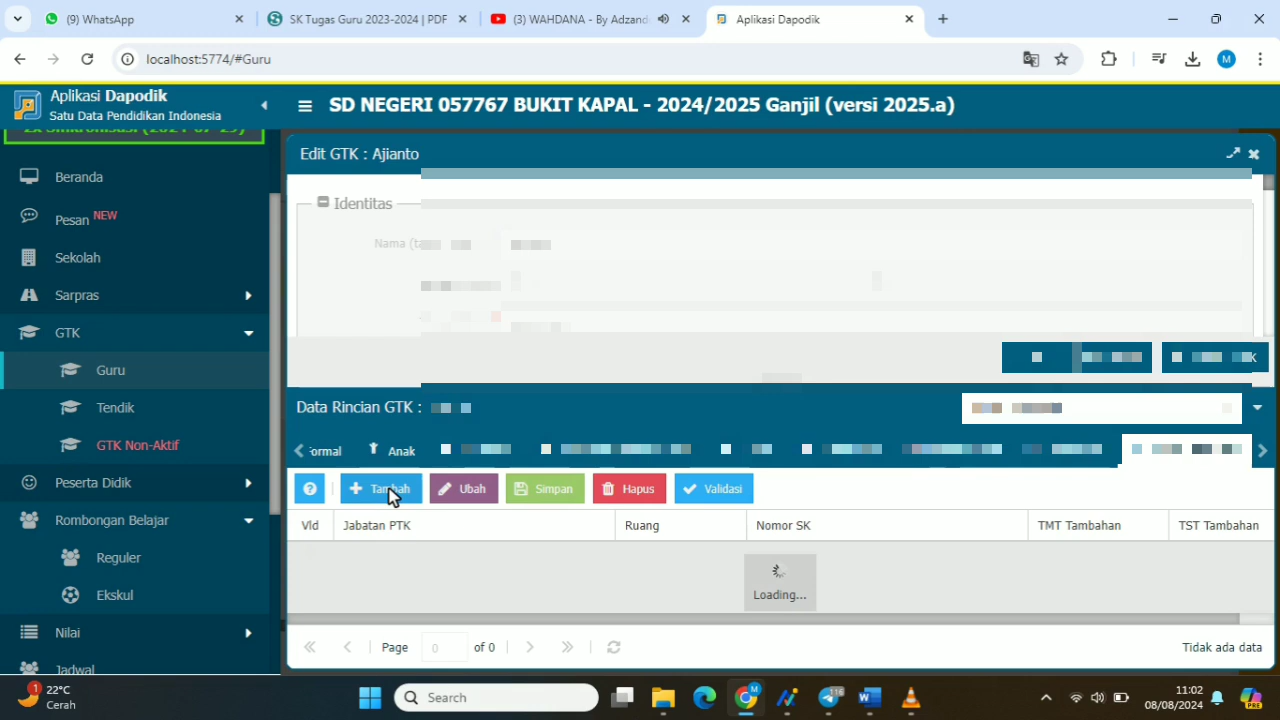 (9) WhatsApp
SK Tugas Guru 2023-2024 | PDF
(3) WAHDANA - By Adzand
Aplikasi Dapodik
localhost:5774/#Guru
M
Aplikasi Dapodik
Satu Data Pendidikan Indonesia
SD NEGERI 057767 BUKIT KAPAL - 2024/2025 Ganjil (versi 2025.a)
Edit GTK : Ajianto
Beranda
Pesan NEW
Sekolah
Sarpras
GTK
Guru
Tendik
GTK Non-Aktif
Peserta Didik
Rombongan Belajar
Reguler
Ekskul
Nilai
Jadwal
Identitas
Nama
Data Rincian GTK :
Anak
Tambah
Ubah
Simpan
Hapus
Validasi
Vld
Jabatan PTK
Ruang
Nomor SK
TMT Tambahan
TST Tambahan
Loading...
Page 0 of 0
Tidak ada data
1
22°C
Cerah
Search
116
11:02
08/08/2024
PRE